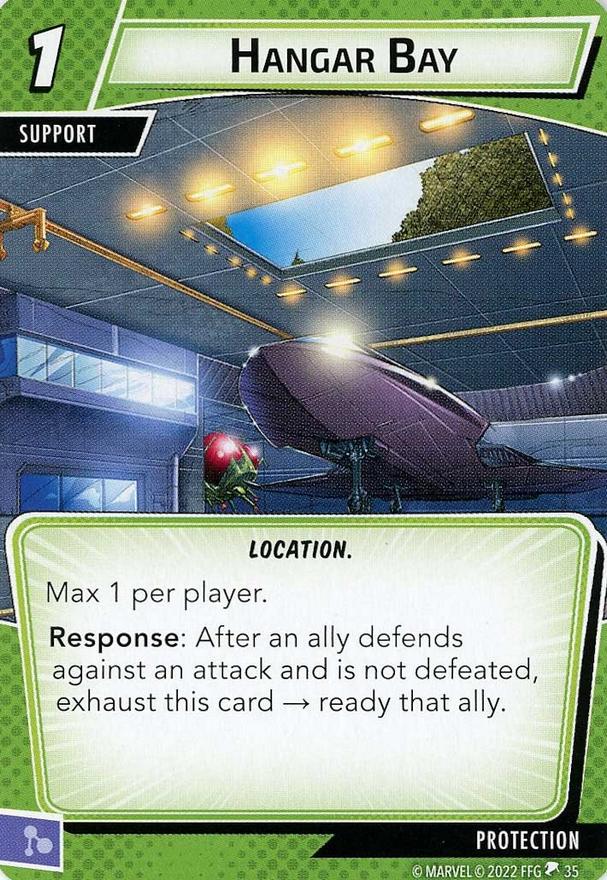 1
HANGAR BAY
SUPPORT
LOCATION.
Max 1 per player.
Response: After an ally defends
against an attack and is not defeated,
exhaust this card → ready that ally.
PROTECTION
© MARVEL © 2022 FFG 35